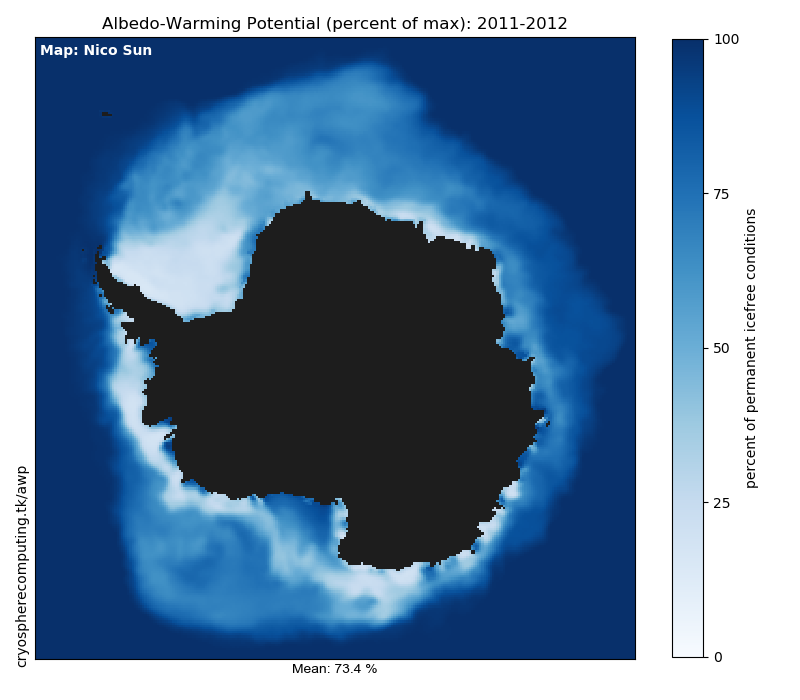 Albedo-Warming Potential (percent of max): 2011-2012
Map: Nico Sun
100
75
50
25
0
percent of permanent icefree conditions
cryospherecomputing.tk/awp
Mean: 73.4 %